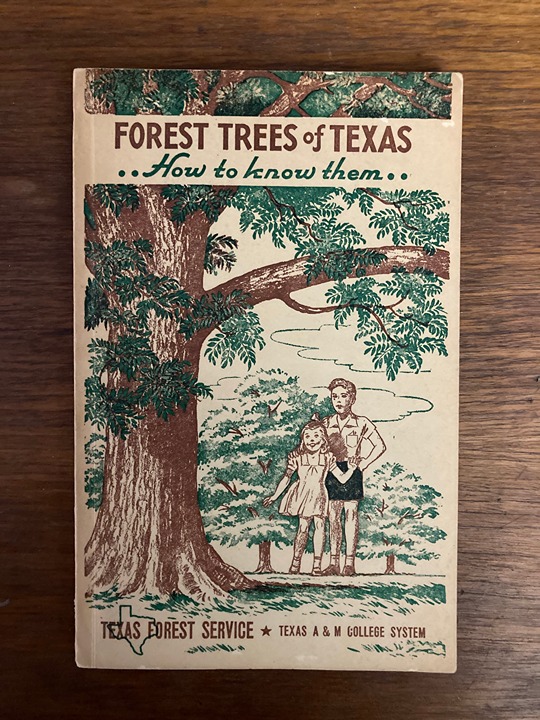 FOREST TREES of TEXAS
..How to know them..
TEXAS FOREST SERVICE ★ TEXAS A & M COLLEGE SYSTEM